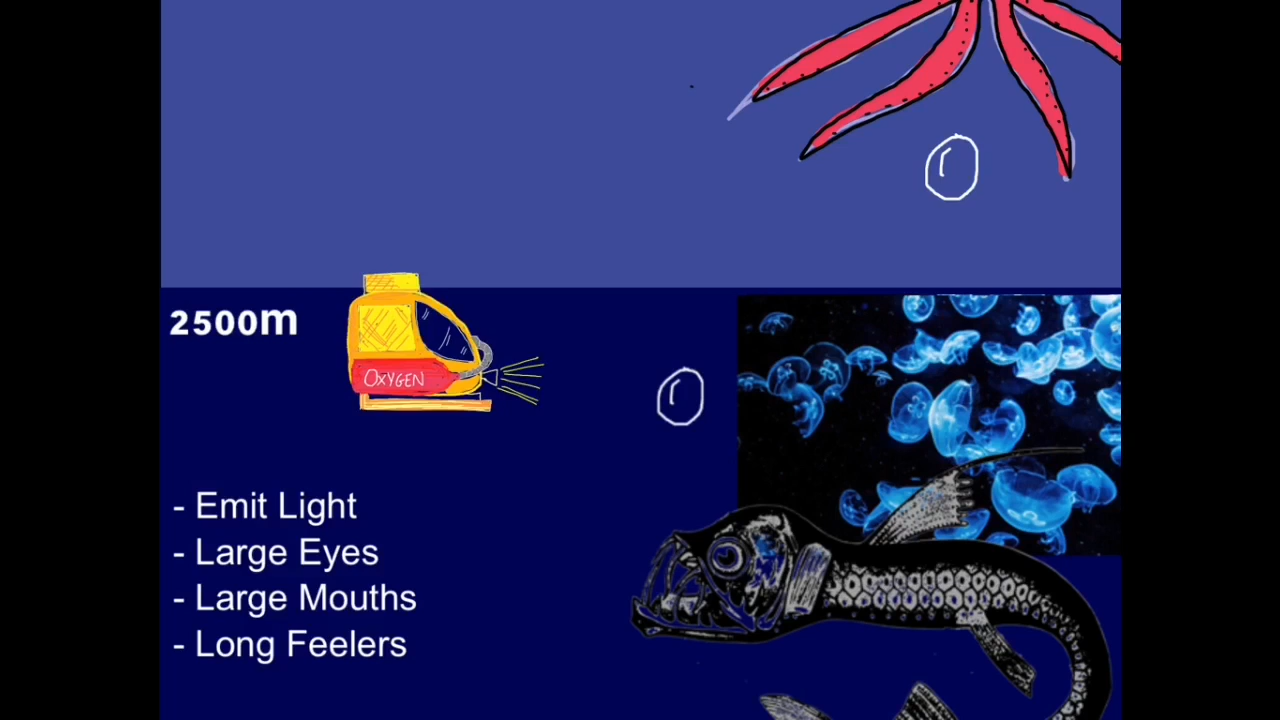 2500m
OXYGEN
- Emit Light
- Large Eyes
- Large Mouths
- Long Feelers